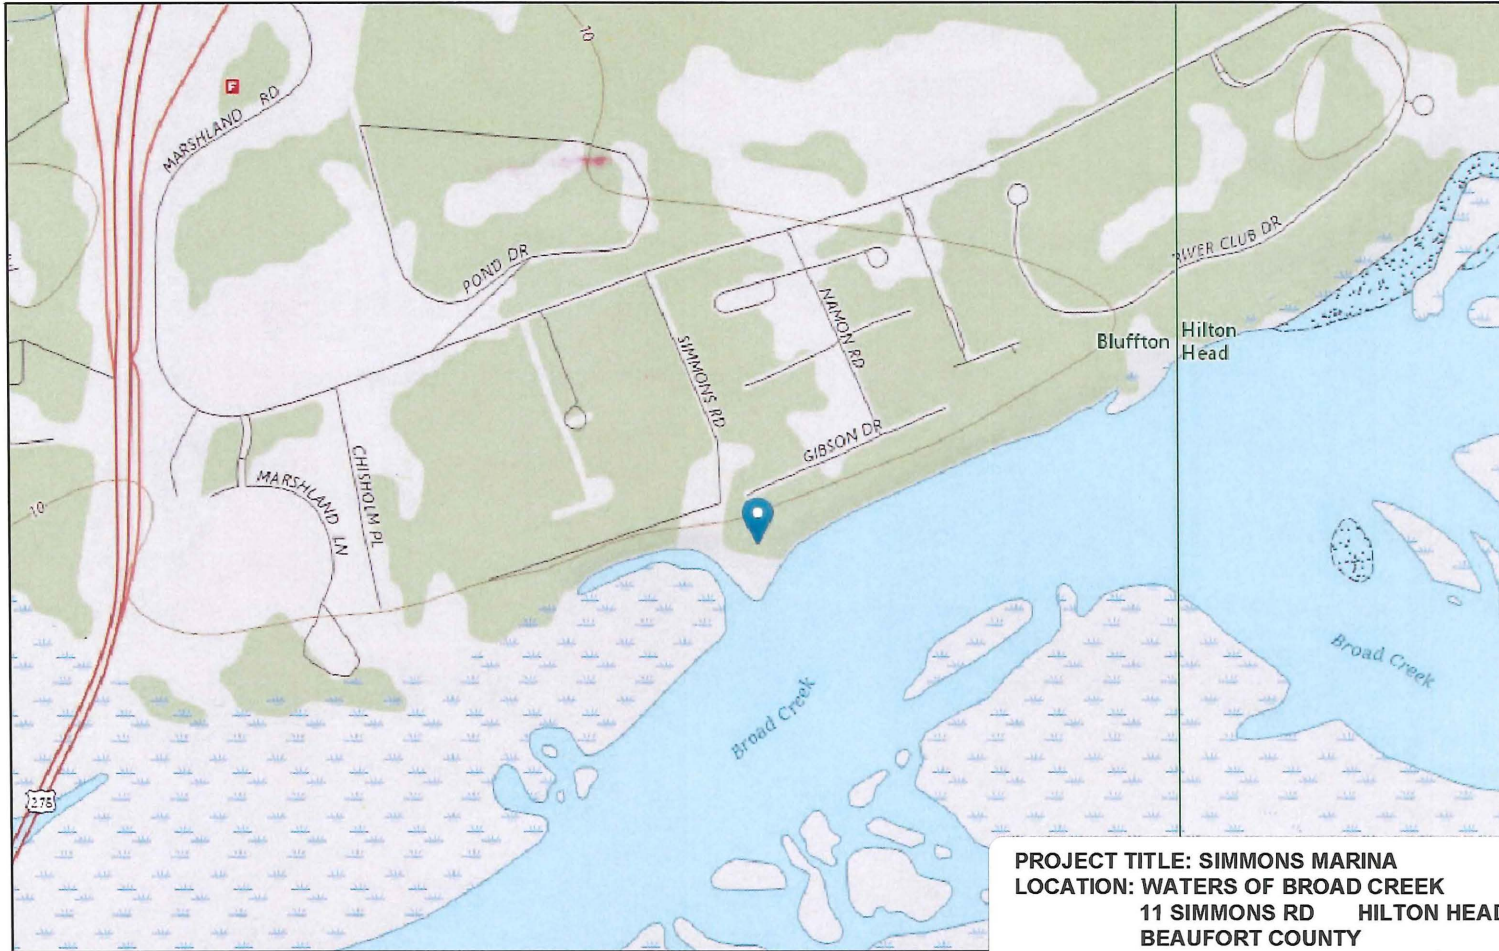 10
F
MARSHLAND RD
POND DR
RIVER CLUB DR
NAMON RD
Bluffton
Hilton
Head
SIMMONS RD
GIBSON DR
CHISHOLM PL
MARSHLAND LN
10
Broad Creek
Broad Creek
278
PROJECT TITLE: SIMMONS MARINA
LOCATION: WATERS OF BROAD CREEK
11 SIMMONS RD HILTON HEAD
BEAUFORT COUNTY